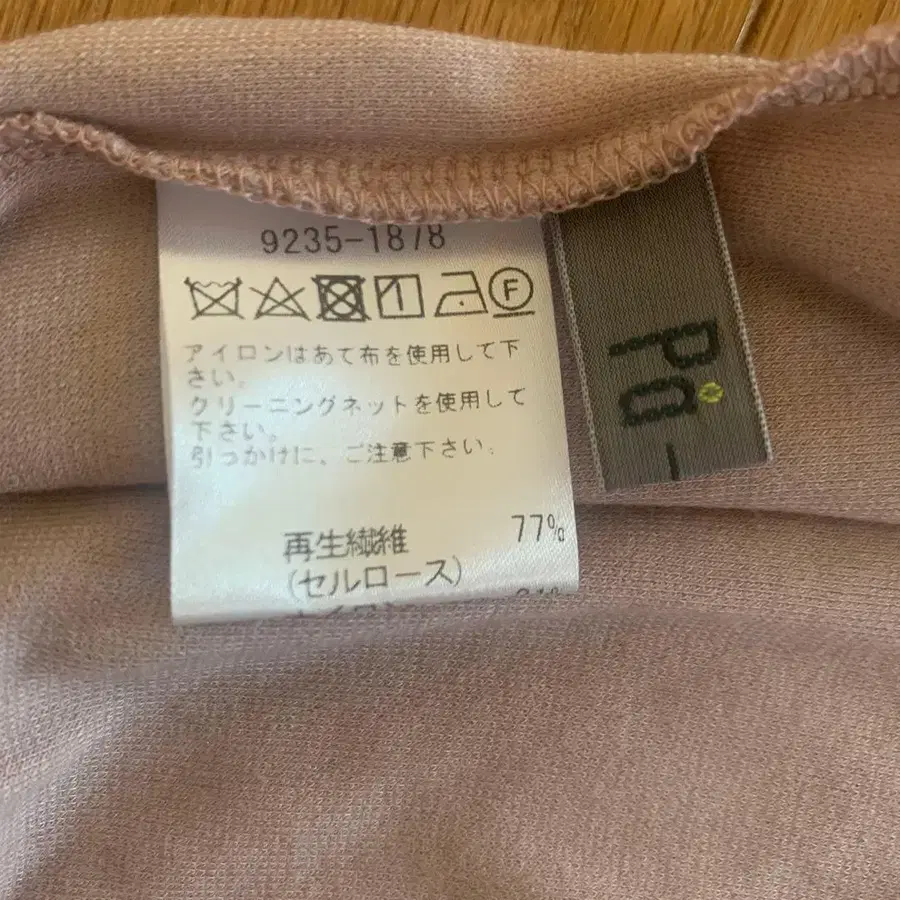 9235-1878
F
アイロンはあて布を使用して下
さい。
クリーニングネットを使用して
下さい。
引っかけに、ご注意下さい.
再生繊維 77%
(セルロース)